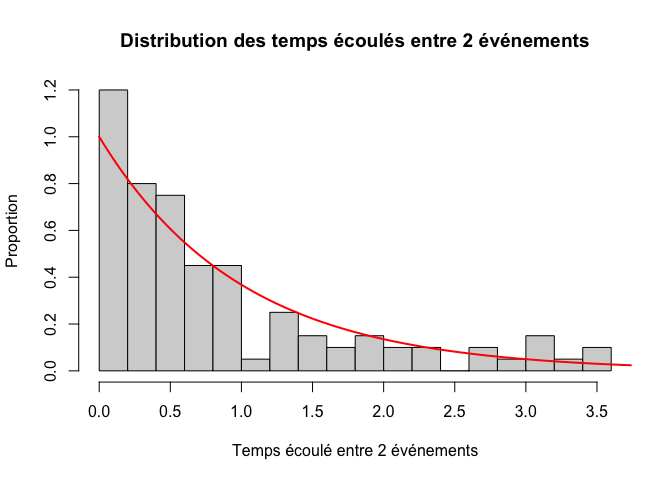 Distribution des temps écoulés entre 2 événements
Proportion
1.2
1.0
0.8
0.6
0.4
0.2
0.0
0.0 0.5 1.0 1.5 2.0 2.5 3.0 3.5
Temps écoulé entre 2 événements